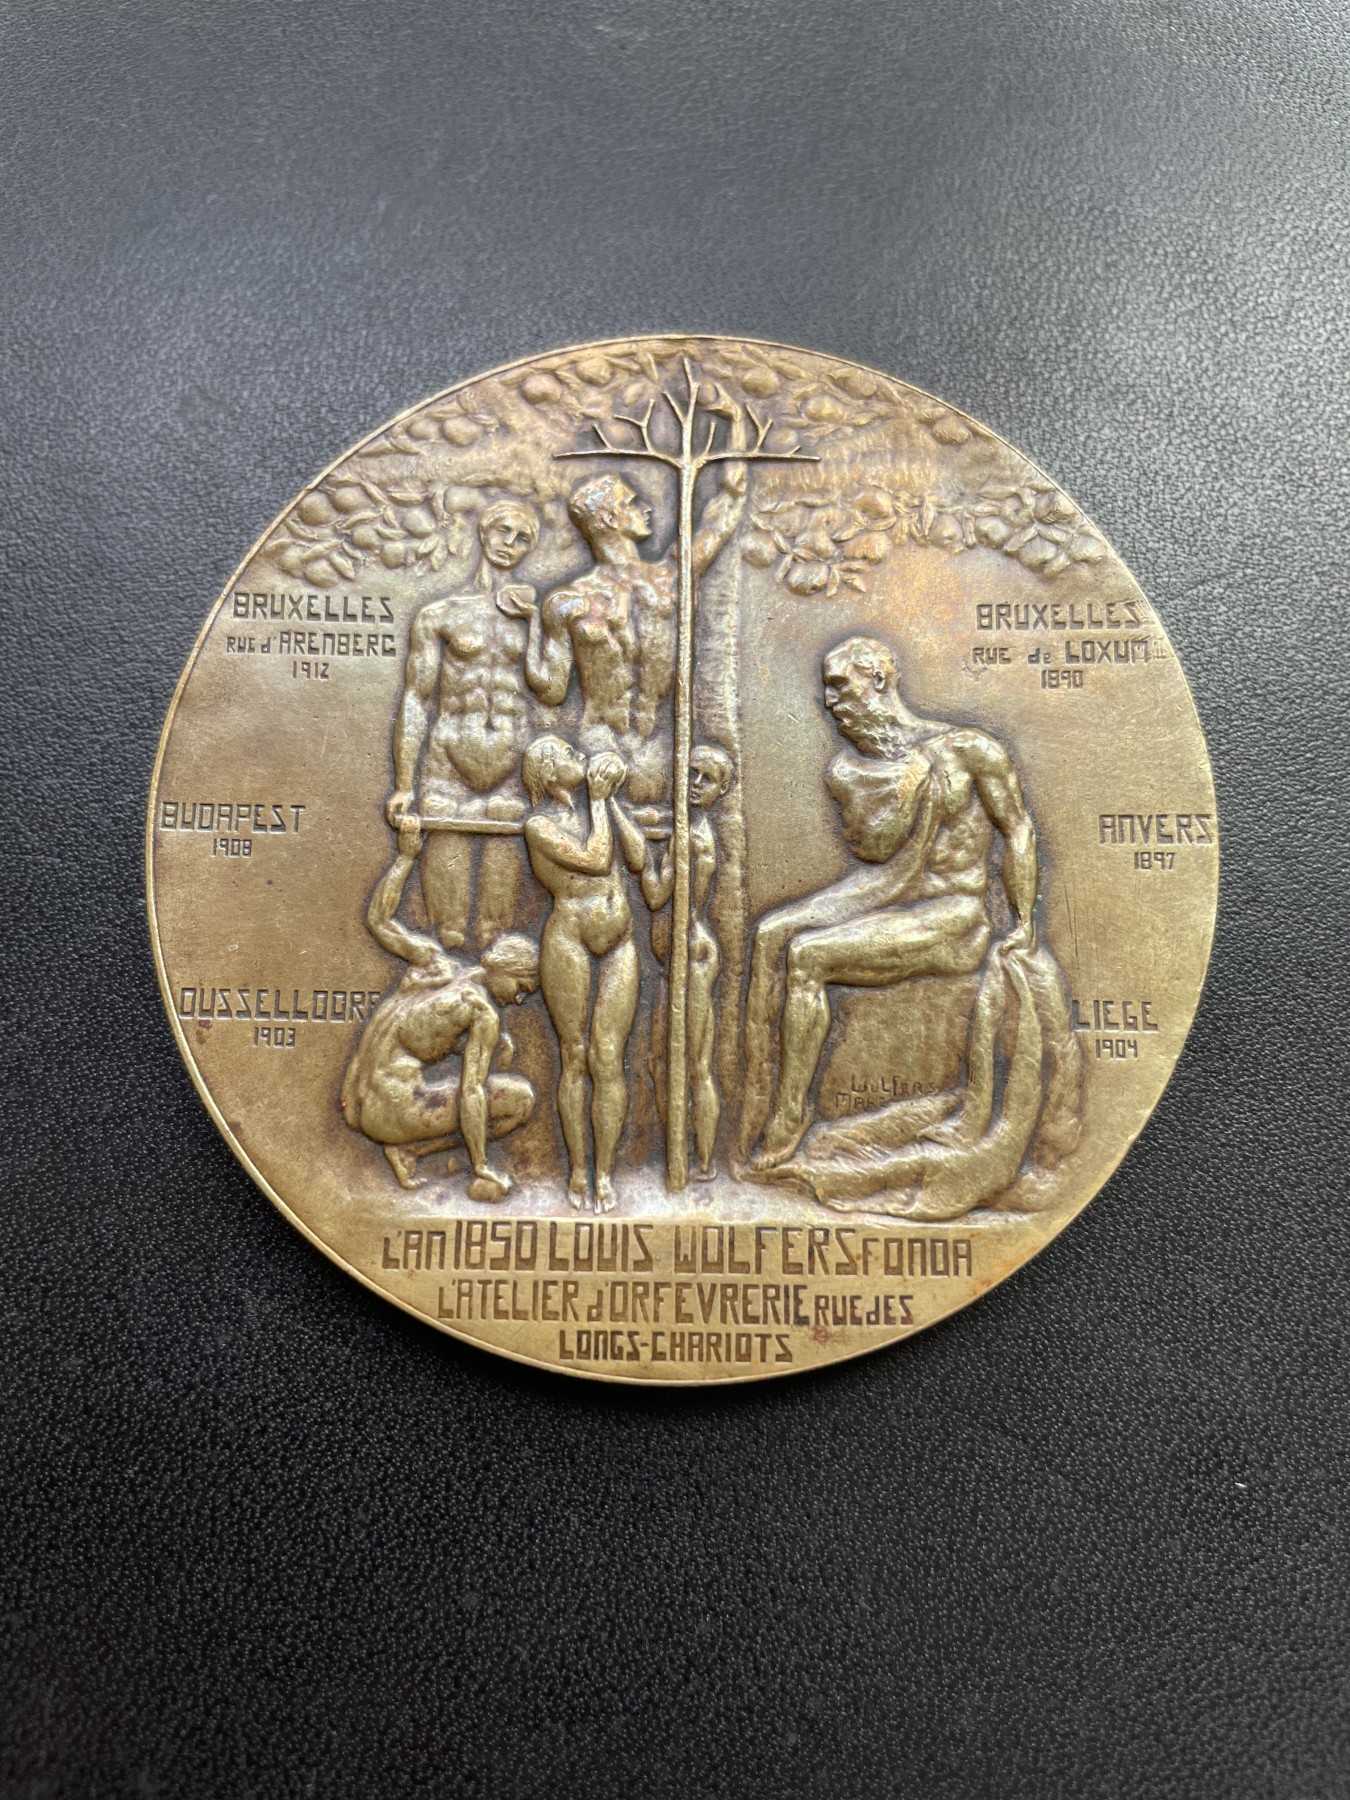 BRUXELLES
RUE d'ARENBERG
1912
BRUXELLES
RUE de LOXUM
1890
BUDAPEST
1908
ANVERS
1897
DUSSELLDORF
1903
LIEGE
1904
WOLFERS
L'AN 1850 LOUIS WOLFERS FONDA
L'ATELIER d'ORFEVRERIE RUE dES
LONGS-CHARIOTS